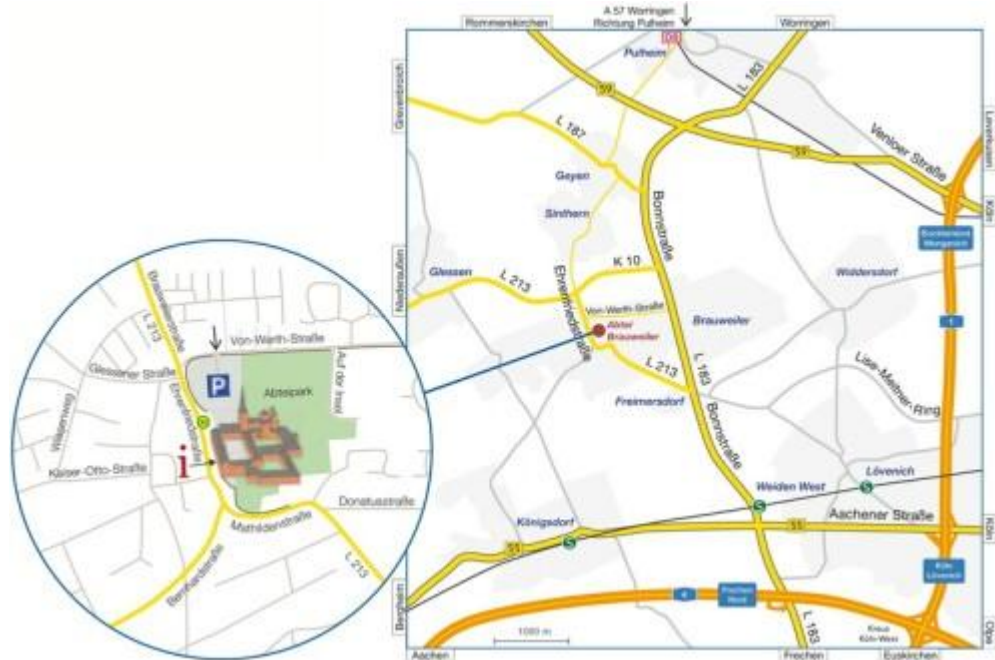 A 57 Worringen
Richtung Pulheim
Rommerskirchen
Worringen
Grevenbroich
Leverkusen
Pulheim
L 183
59
L 187
59
Venloer Straße
Köln
Geyen
Sinthern
Bonnstraße
K 10
Niederaußem
Glessen
L 213
Ehrenfriedstraße
Von-Werth-Straße
Abtei
Brauweiler
Brauweiler
Widdersdorf
1
L 213
L 183
Freimersdorf
Bonnstraße
Lise-Meitner-Ring
Lövenich
Weiden West
S
S
Königsdorf
S
Aachener Straße
55
55
Köln
Köln
Lövenich
Bergheim
4
Frechen
Nord
L 183
Kreuz
Köln-West
Olpe
1000 m
Aachen
Frechen
Euskirchen
Brauweilerstraße
L 213
Von-Werth-Straße
Glessener Straße
P
Abteipark
Auf der Insel
Ehrenfriedstraße
Wiesenweg
i
Kaiser-Otto-Straße
Donatusstraße
Mathildenstraße
Bernhardstraße
L 213